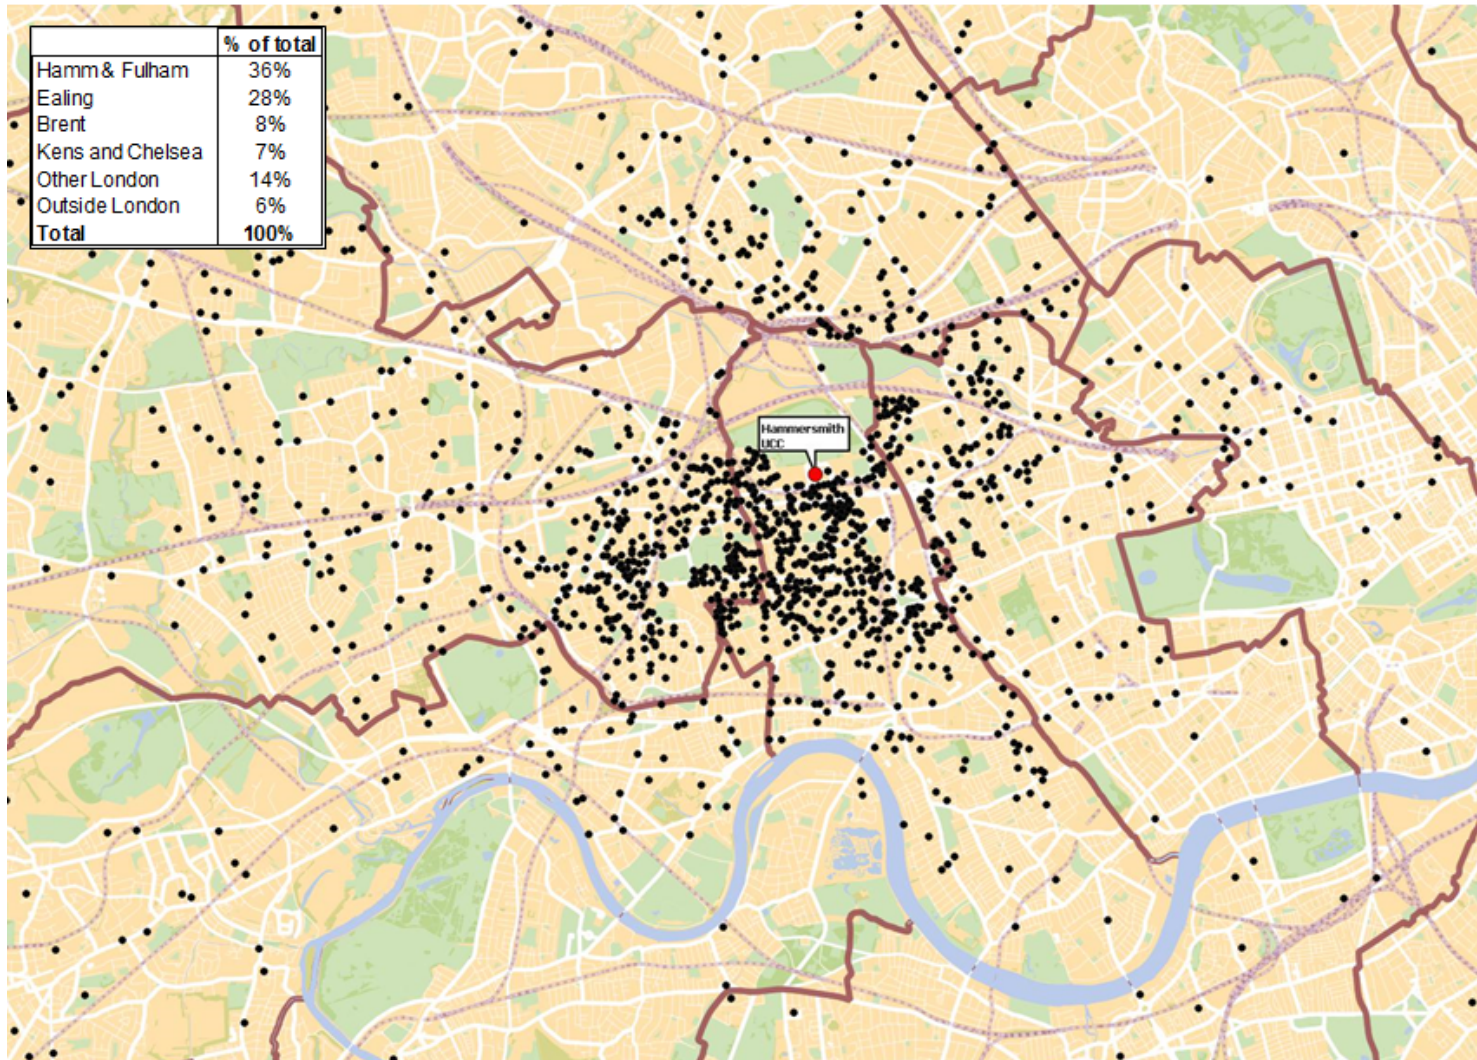 % of total
Hamm & Fulham 36%
Ealing 28%
Brent 8%
Kens and Chelsea 7%
Other London 14%
Outside London 6%
Total 100%
Hammersmith
UCC